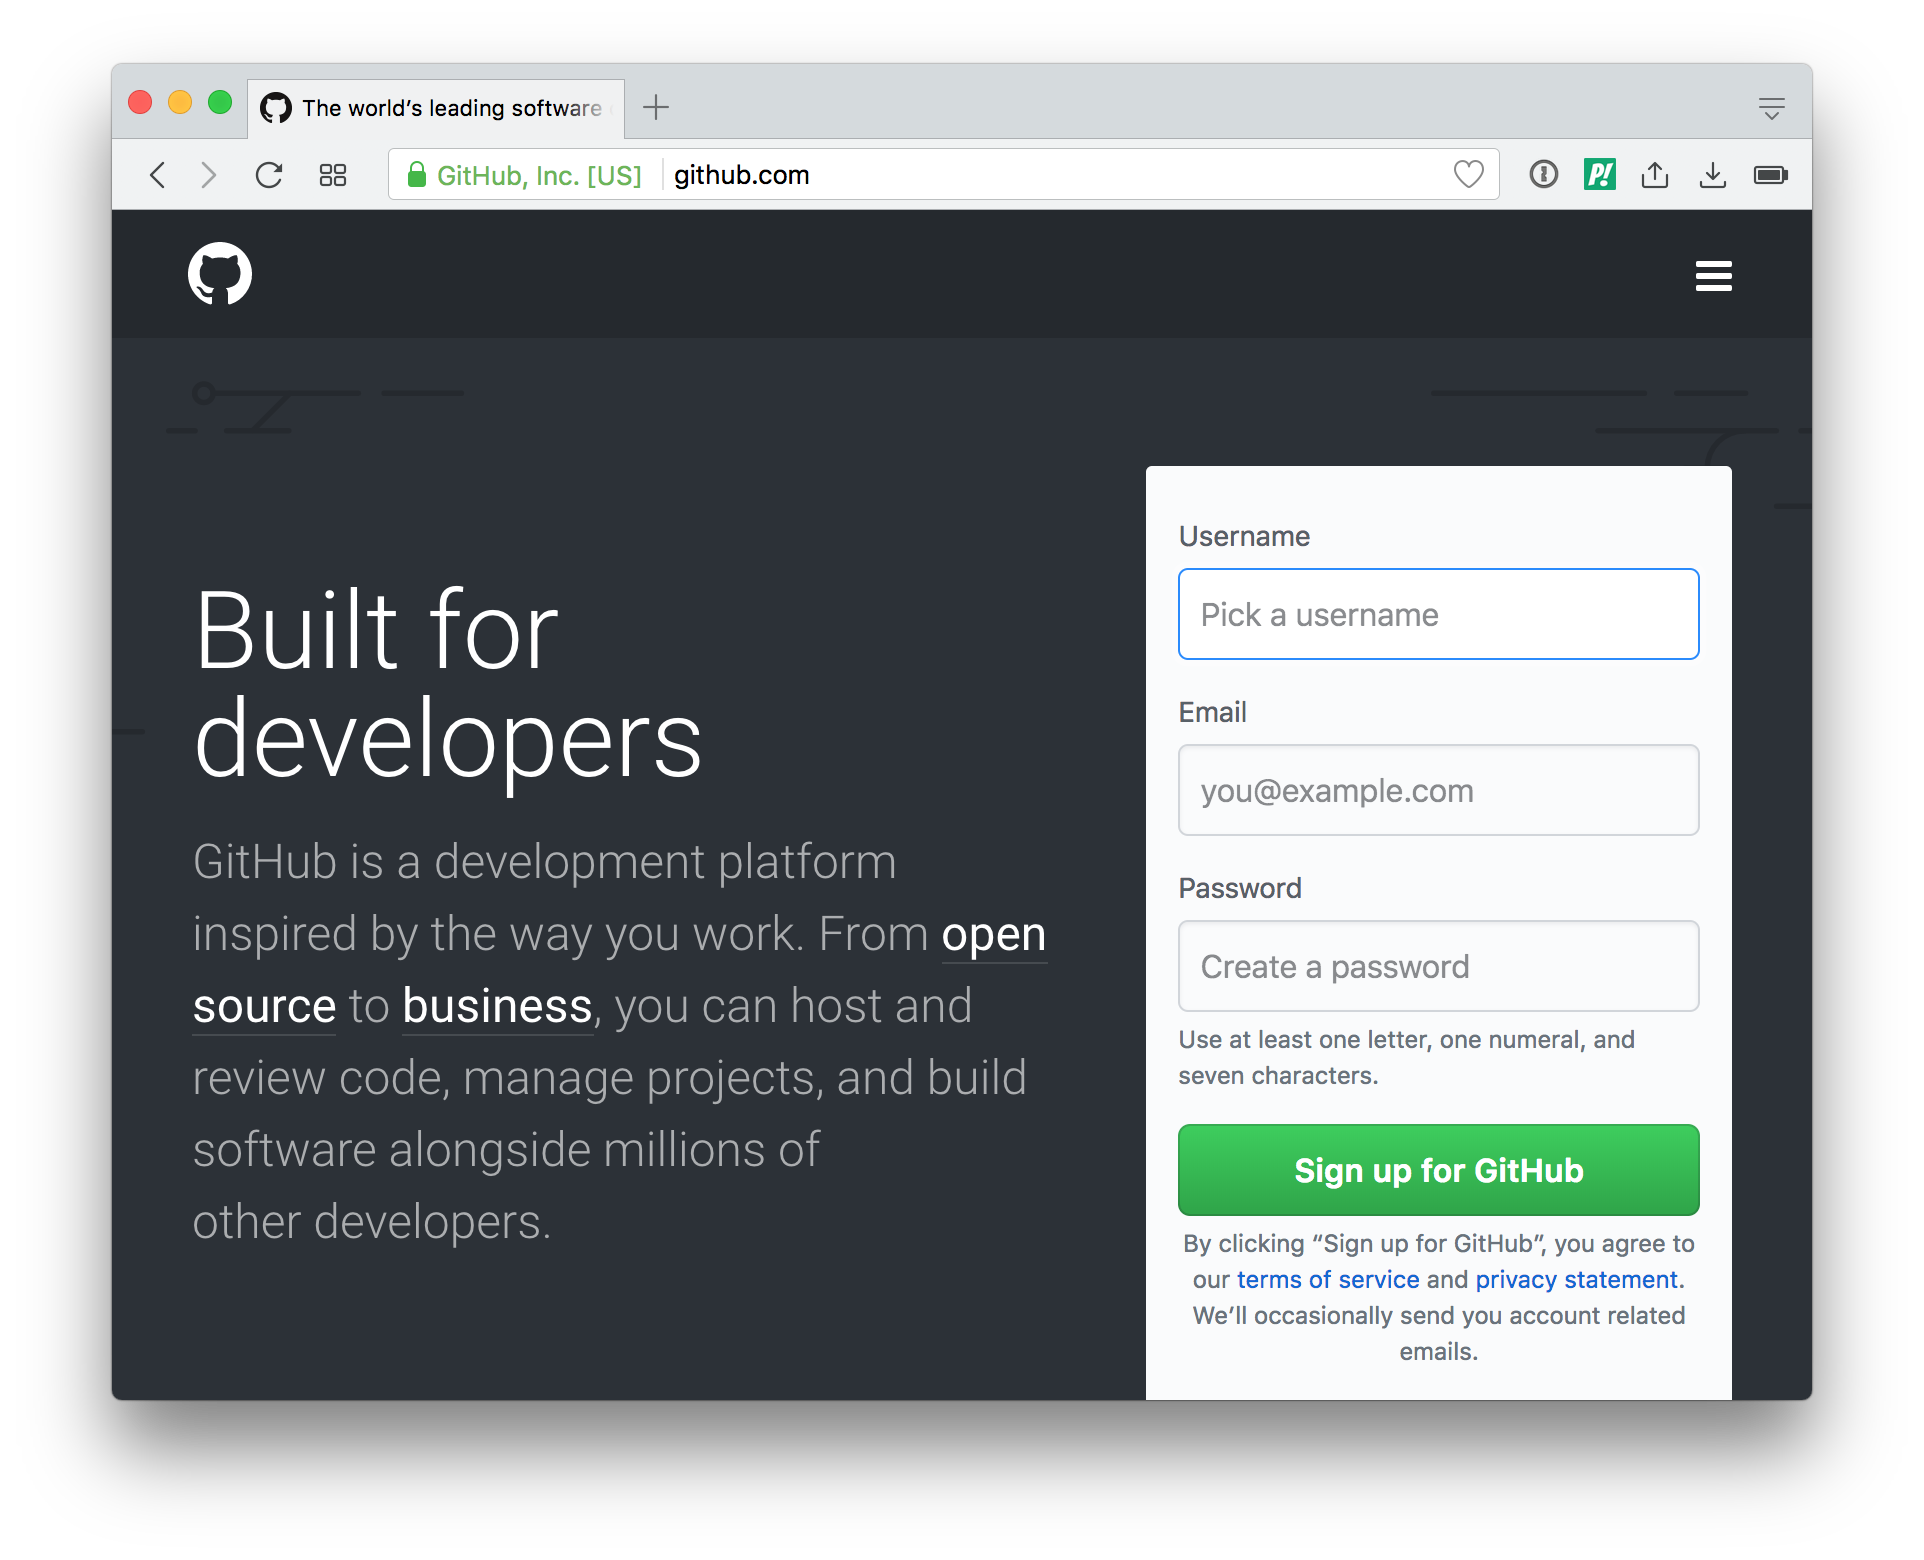 The world’s leading software
GitHub, Inc. [US]
github.com
P!
Built for
developers
GitHub is a development platform
inspired by the way you work. From open
source to business, you can host and
review code, manage projects, and build
software alongside millions of
other developers.
Username
Pick a username
Email
you@example.com
Password
Create a password
Use at least one letter, one numeral, and
seven characters.
Sign up for GitHub
By clicking “Sign up for GitHub”, you agree to
our terms of service and privacy statement.
We’ll occasionally send you account related
emails.